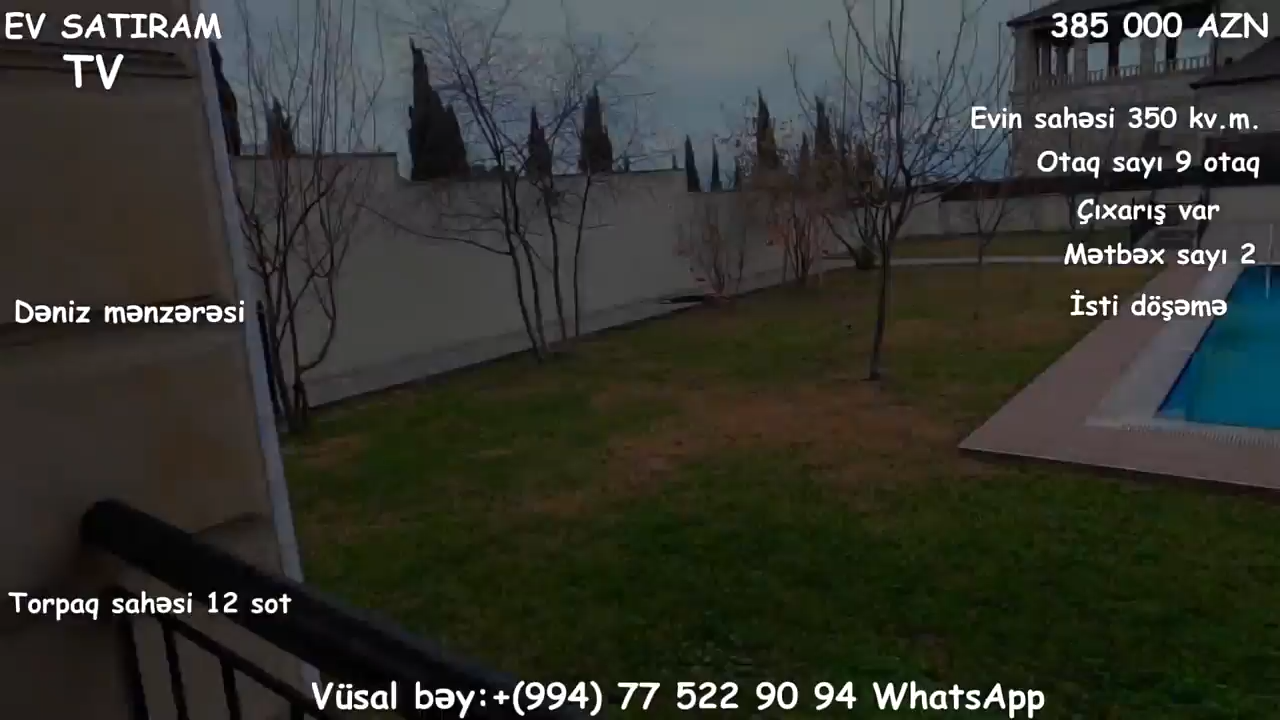 EV SATIRAM
TV
385 000 AZN
Evin sahəsi 350 kv.m.
Otaq sayı 9 otaq
Çıxarış var
Mətbəx sayı 2
İsti döşəmə
Dəniz mənzərəsi
Torpaq sahəsi 12 sot
Vüsal bəy:+(994) 77 522 90 94 WhatsApp